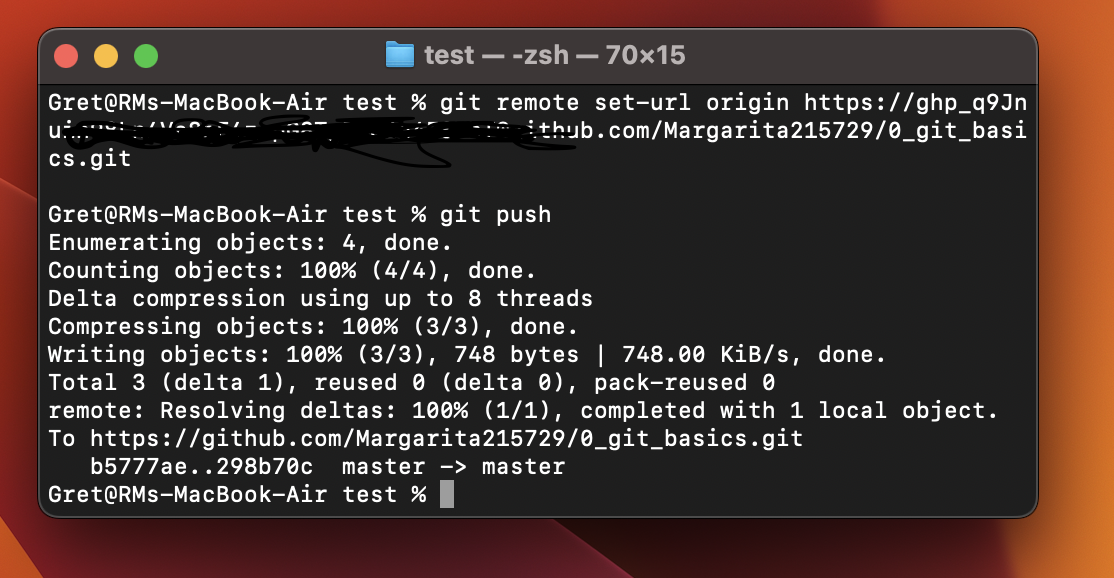 test — -zsh — 70×15
Gret@RMs-MacBook-Air test % git remote set-url origin https://ghp_q9Jn
ithub.com/Margarita215729/0_git_basi
cs.git
Gret@RMs-MacBook-Air test % git push
Enumerating objects: 4, done.
Counting objects: 100% (4/4), done.
Delta compression using up to 8 threads
Compressing objects: 100% (3/3), done.
Writing objects: 100% (3/3), 748 bytes | 748.00 KiB/s, done.
Total 3 (delta 1), reused 0 (delta 0), pack-reused 0
remote: Resolving deltas: 100% (1/1), completed with 1 local object.
To https://github.com/Margarita215729/0_git_basics.git
b5777ae..298b70c master -> master
Gret@RMs-MacBook-Air test %